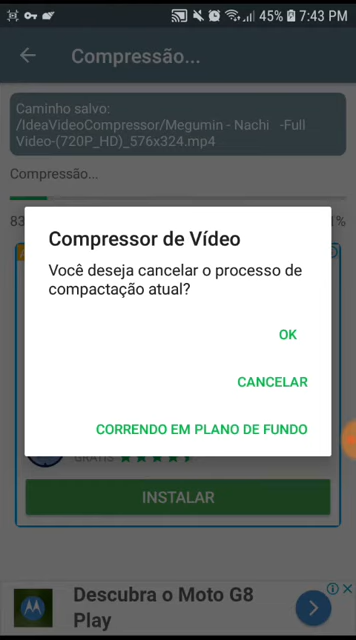 45% 7:43 PM
Compressão...
Caminho salvo:
/IdeaVideoCompressor/Megumin - Nachi -Full
Video-(720P_HD)_576x324.mp4
Compressão...
Compressor de Vídeo
Você deseja cancelar o processo de
compactação atual?
OK
CANCELAR
CORRENDO EM PLANO DE FUNDO
GRÁTIS
INSTALAR
Descubra o Moto G8
Play